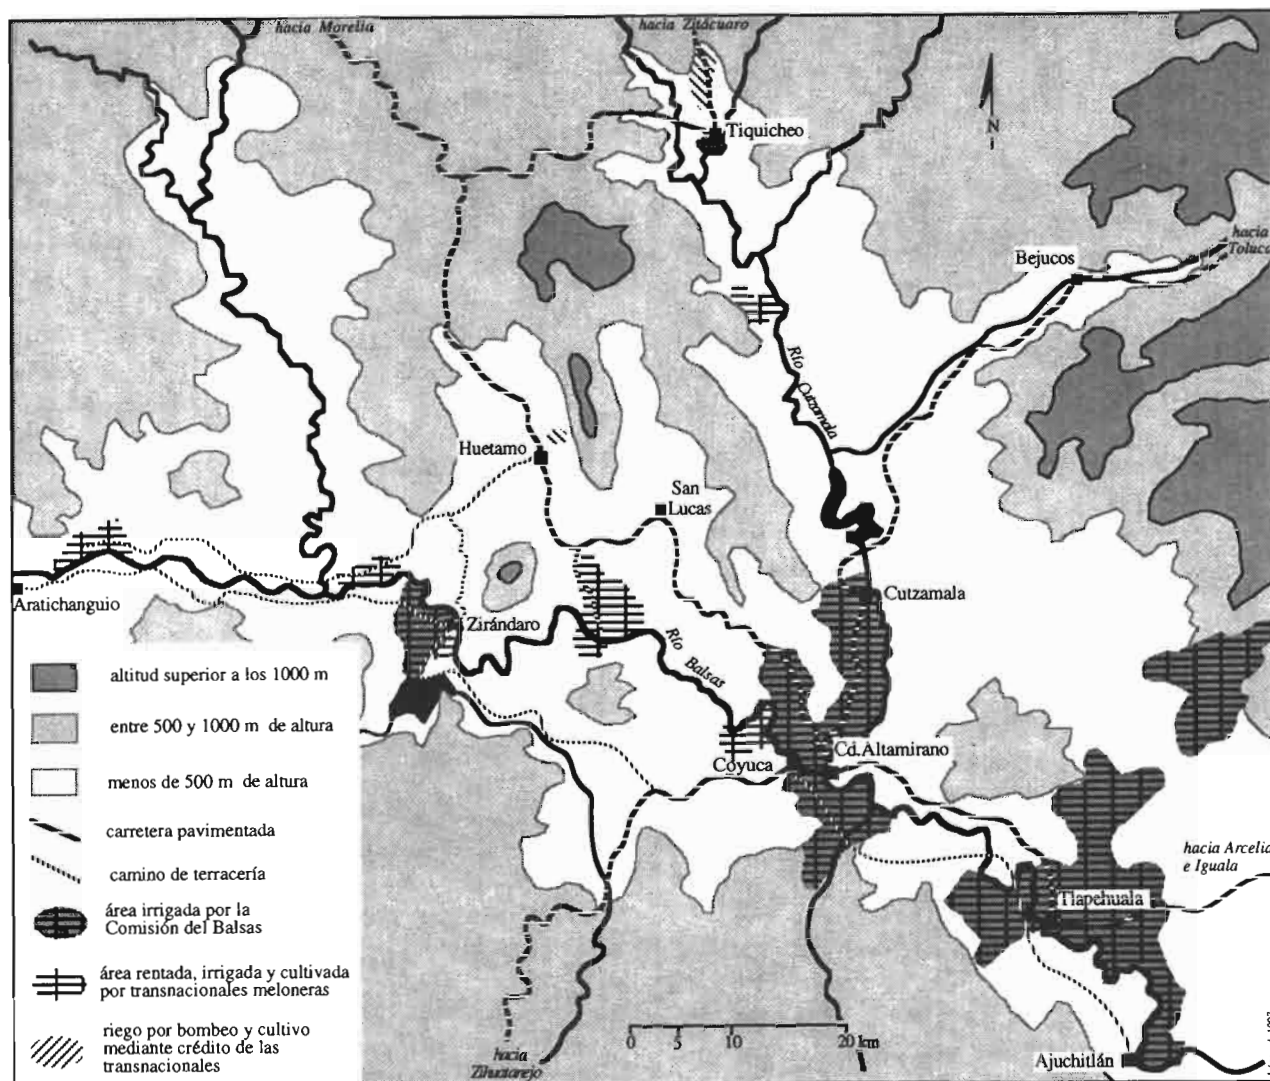 hacia Morelia
hacia Zitácuaro
Tiquicheo
N
hacia
Toluca
Bejucos
Río Cutzamala
Huetamo
San
Lucas
Cutzamala
Aratichanguio
Zirándaro
Río Balsas
Coyuca
Cd. Altamirano
hacia Arcelia
e Iguala
Tlapehuala
Ajuchitlán
hacia
Zihuatanejo
0 5 10 20 km
altitud superior a los 1000 m
entre 500 y 1000 m de altura
menos de 500 m de altura
carretera pavimentada
camino de terracería
área irrigada por la
Comisión del Balsas
área rentada, irrigada y cultivada
por transnacionales meloneras
riego por bombeo y cultivo
mediante crédito de las
transnacionales